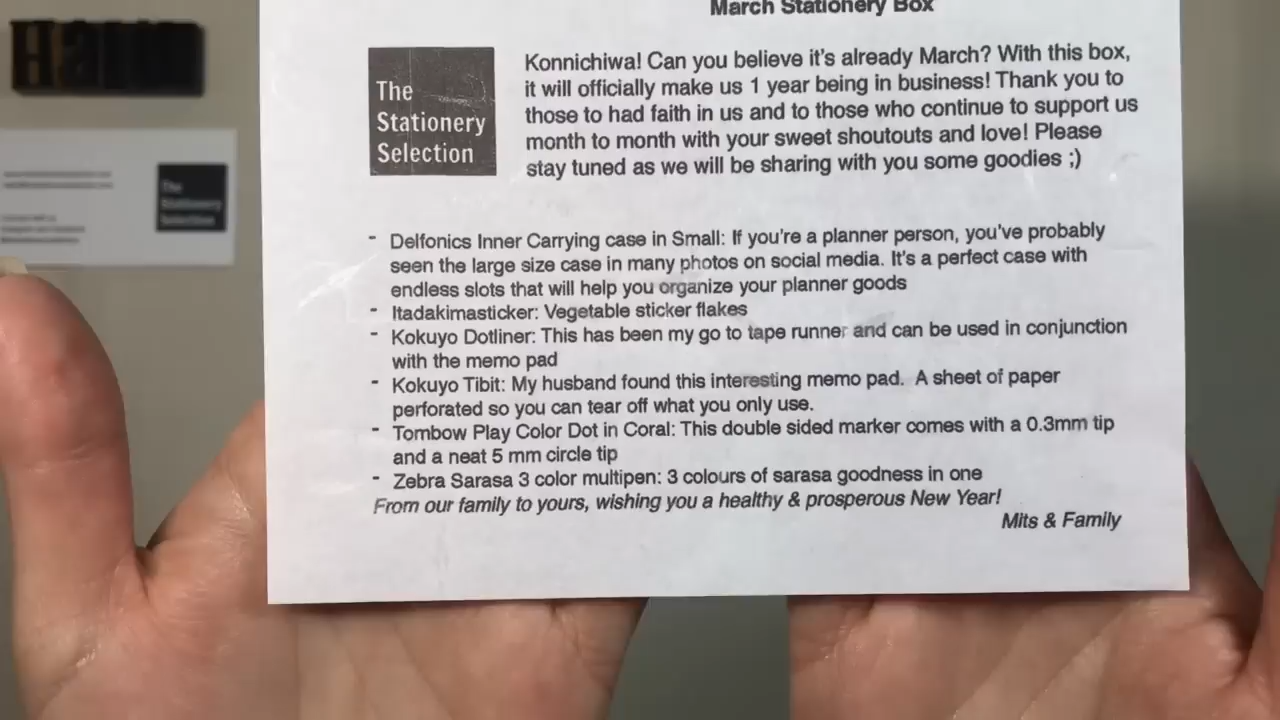 March Stationery Box
The
Stationery
Selection
Konnichiwa! Can you believe it's already March? With this box,
it will officially make us 1 year being in business! Thank you to
those to had faith in us and to those who continue to support us
month to month with your sweet shoutouts and love! Please
stay tuned as we will be sharing with you some goodies ;)
- Delfonics Inner Carrying case in Small: If you're a planner person, you've probably
seen the large size case in many photos on social media. It's a perfect case with
endless slots that will help you organize your planner goods
- Itadakimasticker: Vegetable sticker flakes
- Kokuyo Dotliner: This has been my go to tape runner and can be used in conjunction
with the memo pad
- Kokuyo Tibit: My husband found this interesting memo pad. A sheet of paper
perforated so you can tear off what you only use.
- Tombow Play Color Dot in Coral: This double sided marker comes with a 0.3mm tip
and a neat 5 mm circle tip
- Zebra Sarasa 3 color multipen: 3 colours of sarasa goodness in one
From our family to yours, wishing you a healthy & prosperous New Year!
Mits & Family
The
Stationery
Selection